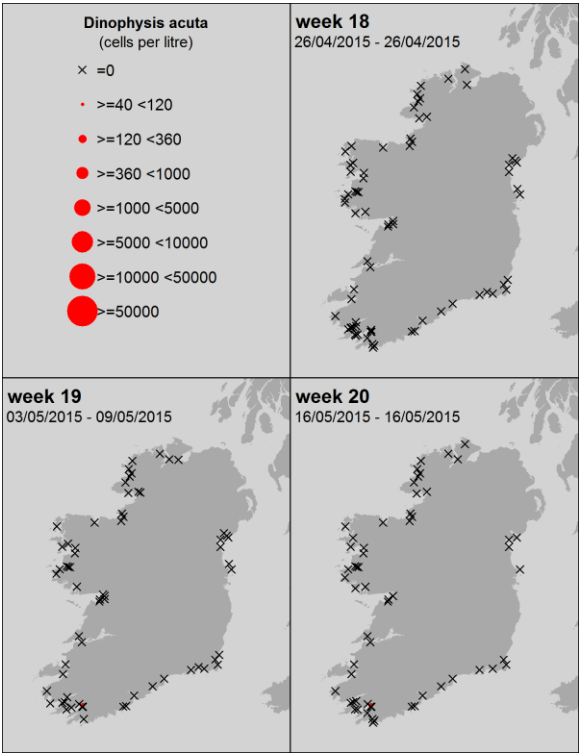 Dinophysis acuta
(cells per litre)
=0
>=40 <120
>=120 <360
>=360 <1000
>=1000 <5000
>=5000 <10000
>=10000 <50000
>=50000
week 18
26/04/2015 - 26/04/2015
week 19
03/05/2015 - 09/05/2015
week 20
16/05/2015 - 16/05/2015